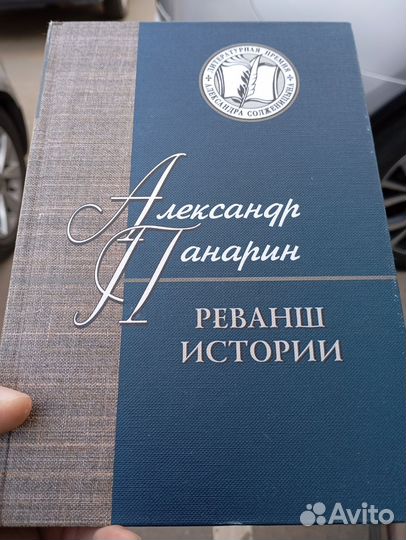 ЛИТЕРАТУРНАЯ ПРЕМИЯ
АЛЕКСАНДРА СОЛЖЕНИЦЫНА
Александр
Панарин
РЕВАНШ
ИСТОРИИ
Avito